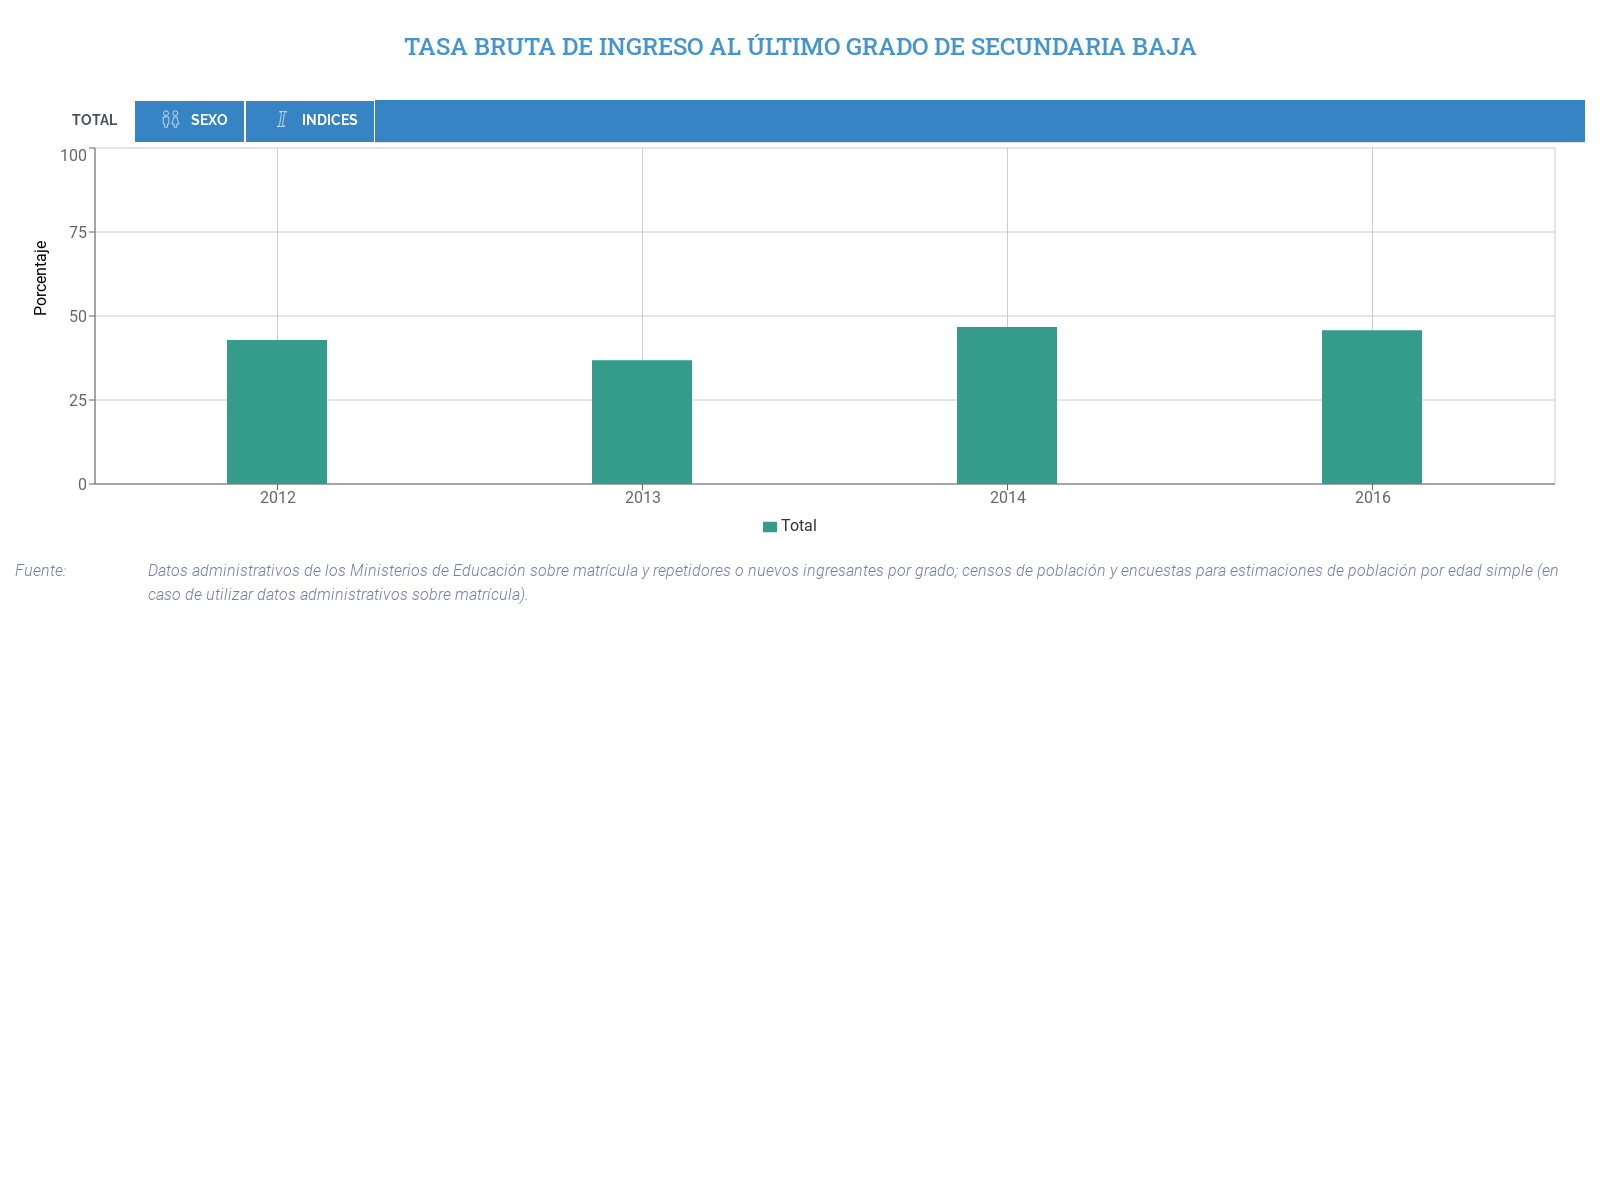 TASA BRUTA DE INGRESO AL ÚLTIMO GRADO DE SECUNDARIA BAJA
TOTAL SEXO INDICES
100
75
50
25
0
Porcentaje
2012 2013 2014 2016
Total
Fuente: Datos administrativos de los Ministerios de Educación sobre matrícula y repetidores o nuevos ingresantes por grado; censos de población y encuestas para estimaciones de población por edad simple (en
caso de utilizar datos administrativos sobre matrícula).